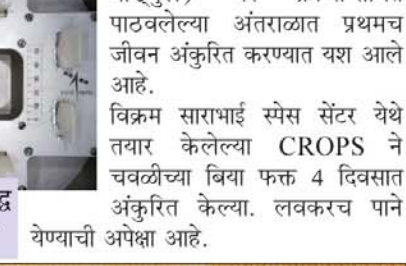 पाठवलेल्या अंतराळात प्रथमच
जीवन अंकुरित करण्यात यश आले
आहे.
विक्रम साराभाई स्पेस सेंटर येथे
तयार केलेल्या CROPS ने
चवळीच्या बिया फक्त 4 दिवसात
अंकुरित केल्या. लवकरच पाने
येण्याची अपेक्षा आहे.